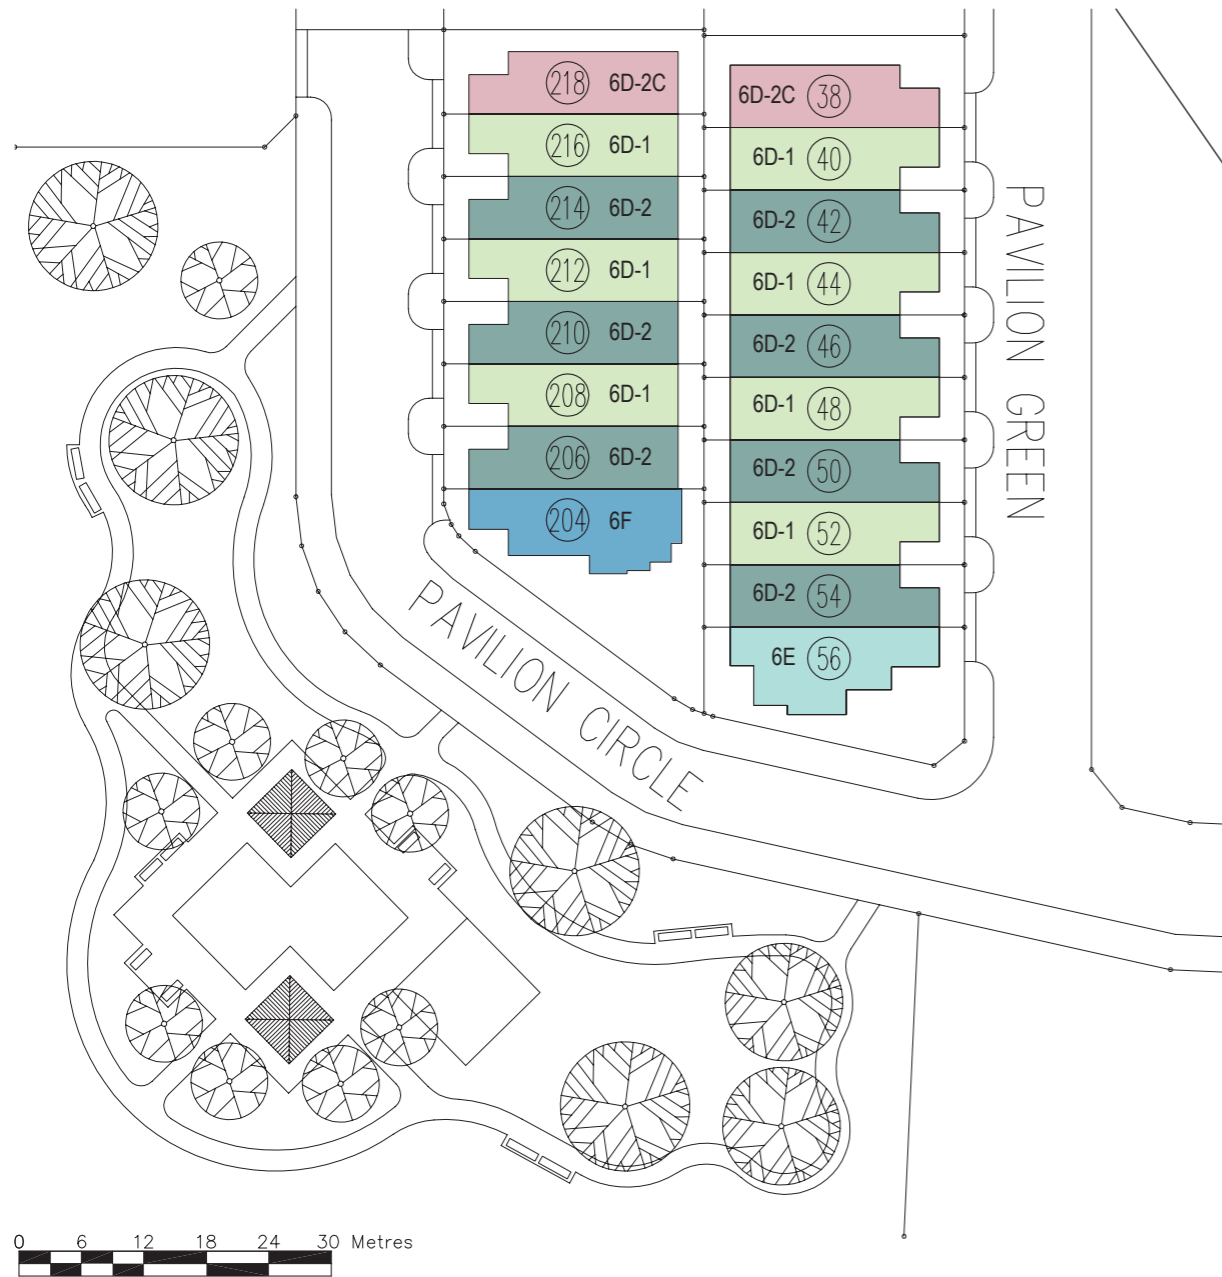 218 6D-2C
216 6D-1
214 6D-2
212 6D-1
210 6D-2
208 6D-1
206 6D-2
204 6F
6D-2C 38
6D-1 40
6D-2 42
6D-1 44
6D-2 46
6D-1 48
6D-2 50
6D-1 52
6D-2 54
6E 56
PAVILION GREEN
PAVILION CIRCLE
0 6 12 18 24 30 Metres